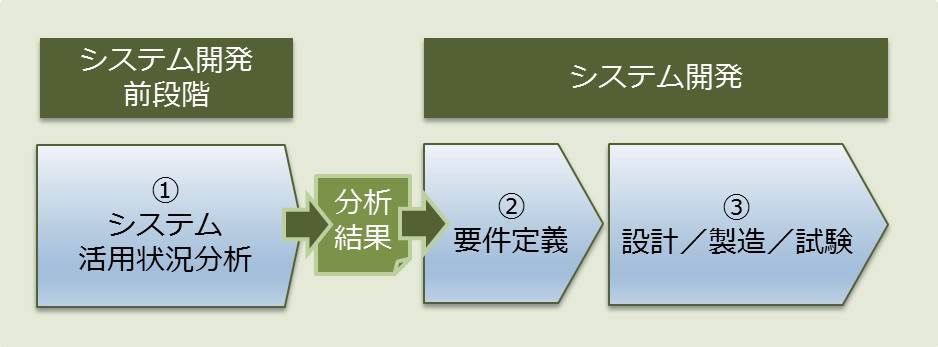 システム開発
前段階
システム開発
①
システム
活用状況分析
分析
結果
②
要件定義
③
設計／製造／試験